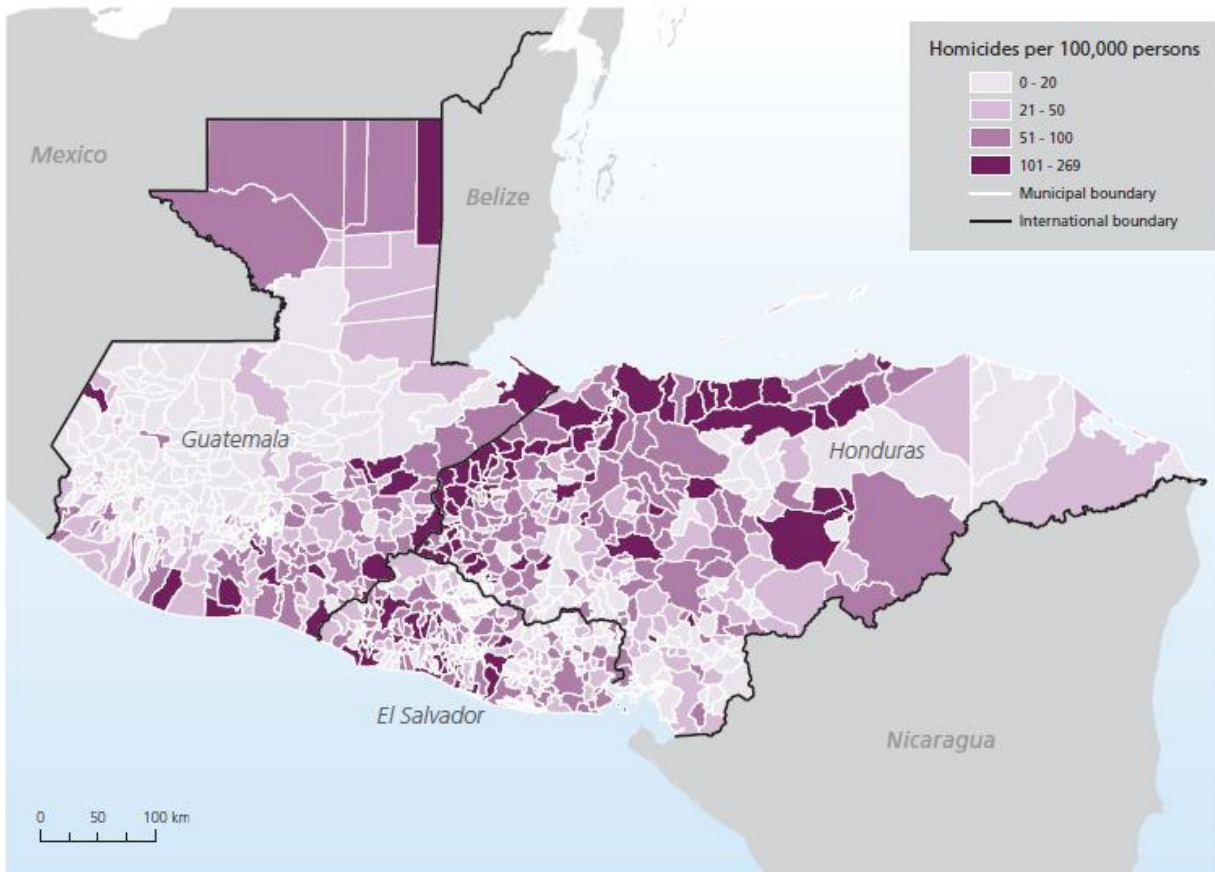 Homicides per 100,000 persons
0 - 20
21 - 50
51 - 100
101 - 269
Municipal boundary
International boundary
Mexico
Belize
Guatemala
Honduras
El Salvador
Nicaragua
0 50 100 km